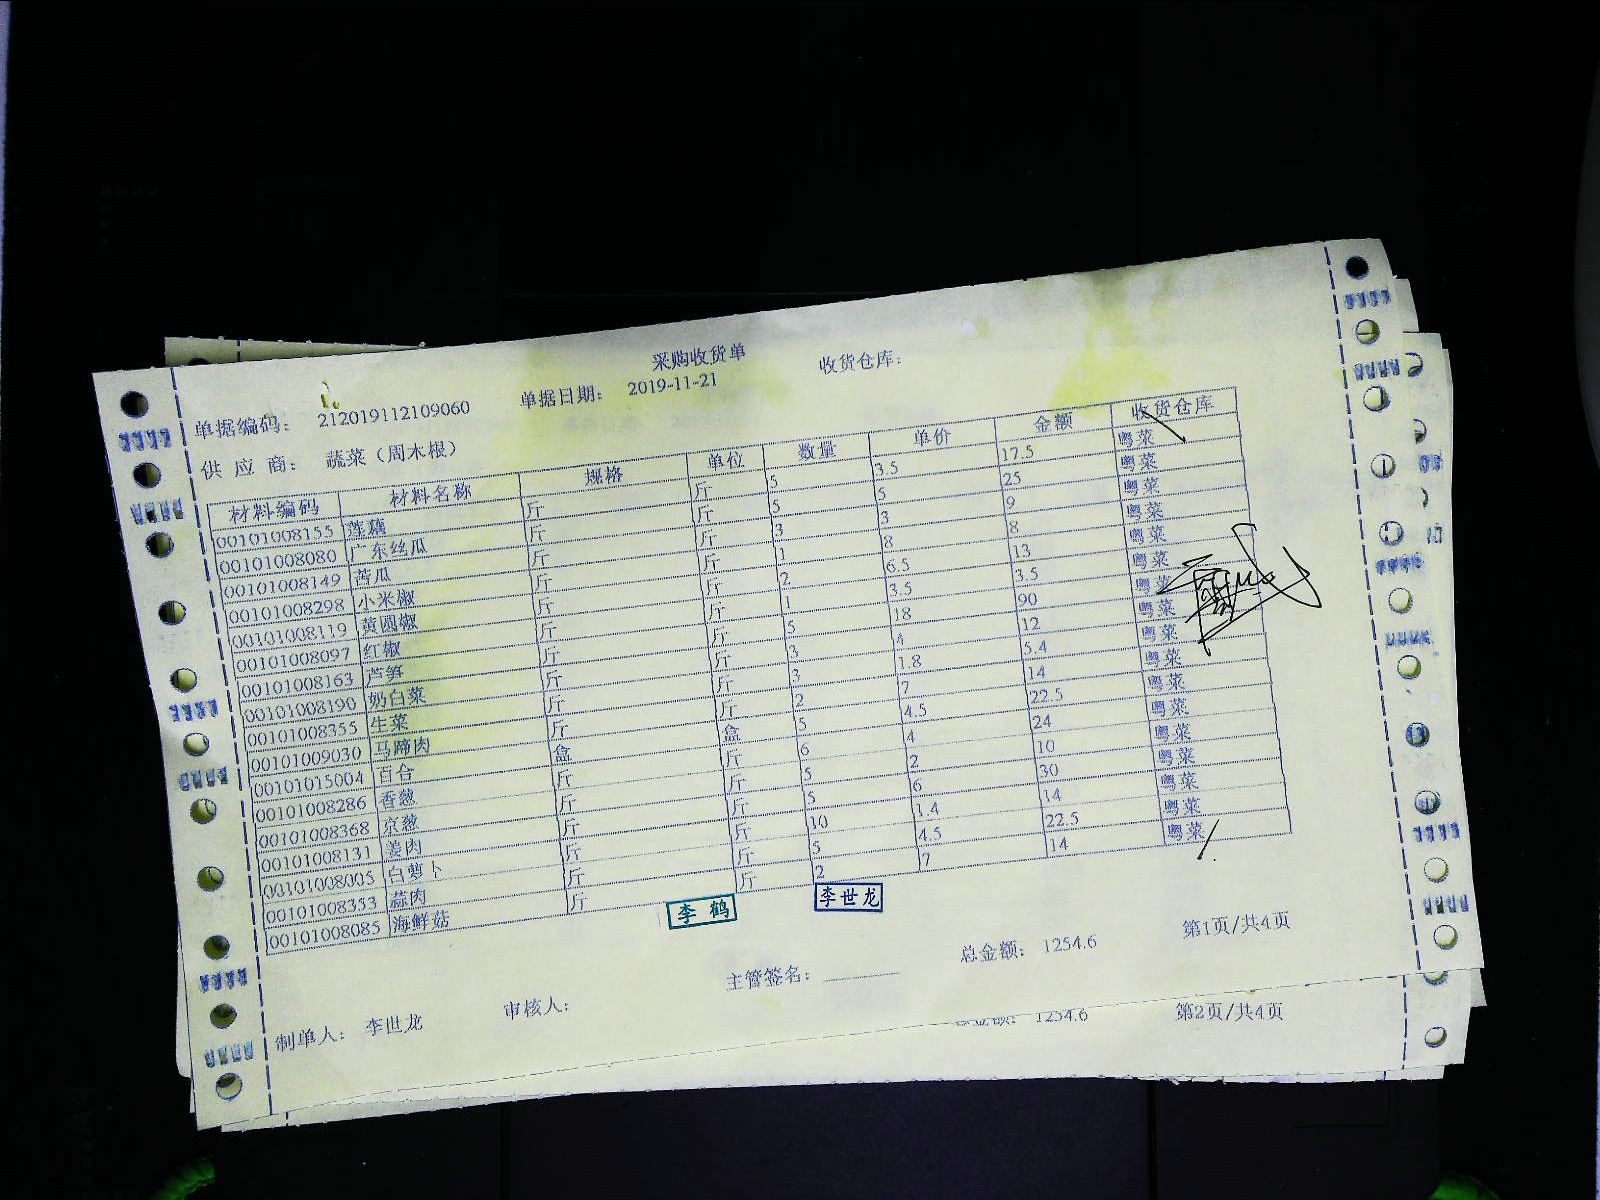 采购收货单
单据编码： 212019112109060 单据日期： 2019-11-21 收货仓库：
供 应 商： 蔬菜（周木根）
材料编码 材料名称 规格 单位 数量 单价 金额 收货仓库
00101008155 莲藕 斤 斤 5 3.5 17.5 粤菜
00101008080 广东丝瓜 斤 斤 5 5 25 粤菜
00101008149 苦瓜 斤 斤 3 3 9 粤菜
00101008298 小米椒 斤 斤 1 8 8 粤菜
00101008119 黄圆椒 斤 斤 2 6.5 13 粤菜
00101008097 红椒 斤 斤 1 3.5 3.5 粤菜
00101008163 芦笋 斤 斤 5 18 90 粤菜
00101008190 奶白菜 斤 斤 3 4 12 粤菜
00101008355 生菜 斤 斤 3 1.8 5.4 粤菜
00101009030 马蹄肉 斤 斤 2 7 14 粤菜
00101015004 百合 盒 盒 5 4.5 22.5 粤菜
00101008286 香葱 斤 斤 6 4 24 粤菜
00101008368 京葱 斤 斤 5 2 10 粤菜
00101008131 姜肉 斤 斤 5 6 30 粤菜
00101008005 白萝卜 斤 斤 10 1.4 14 粤菜
00101008353 蒜肉 斤 斤 5 4.5 22.5 粤菜
00101008085 海鲜菇 斤 斤 2 7 14 粤菜
李鹤 李世龙
制单人： 李世龙 审核人： 主管签名： 总金额： 1254.6 第1页/共4页
总金额： 1254.6 第2页/共4页